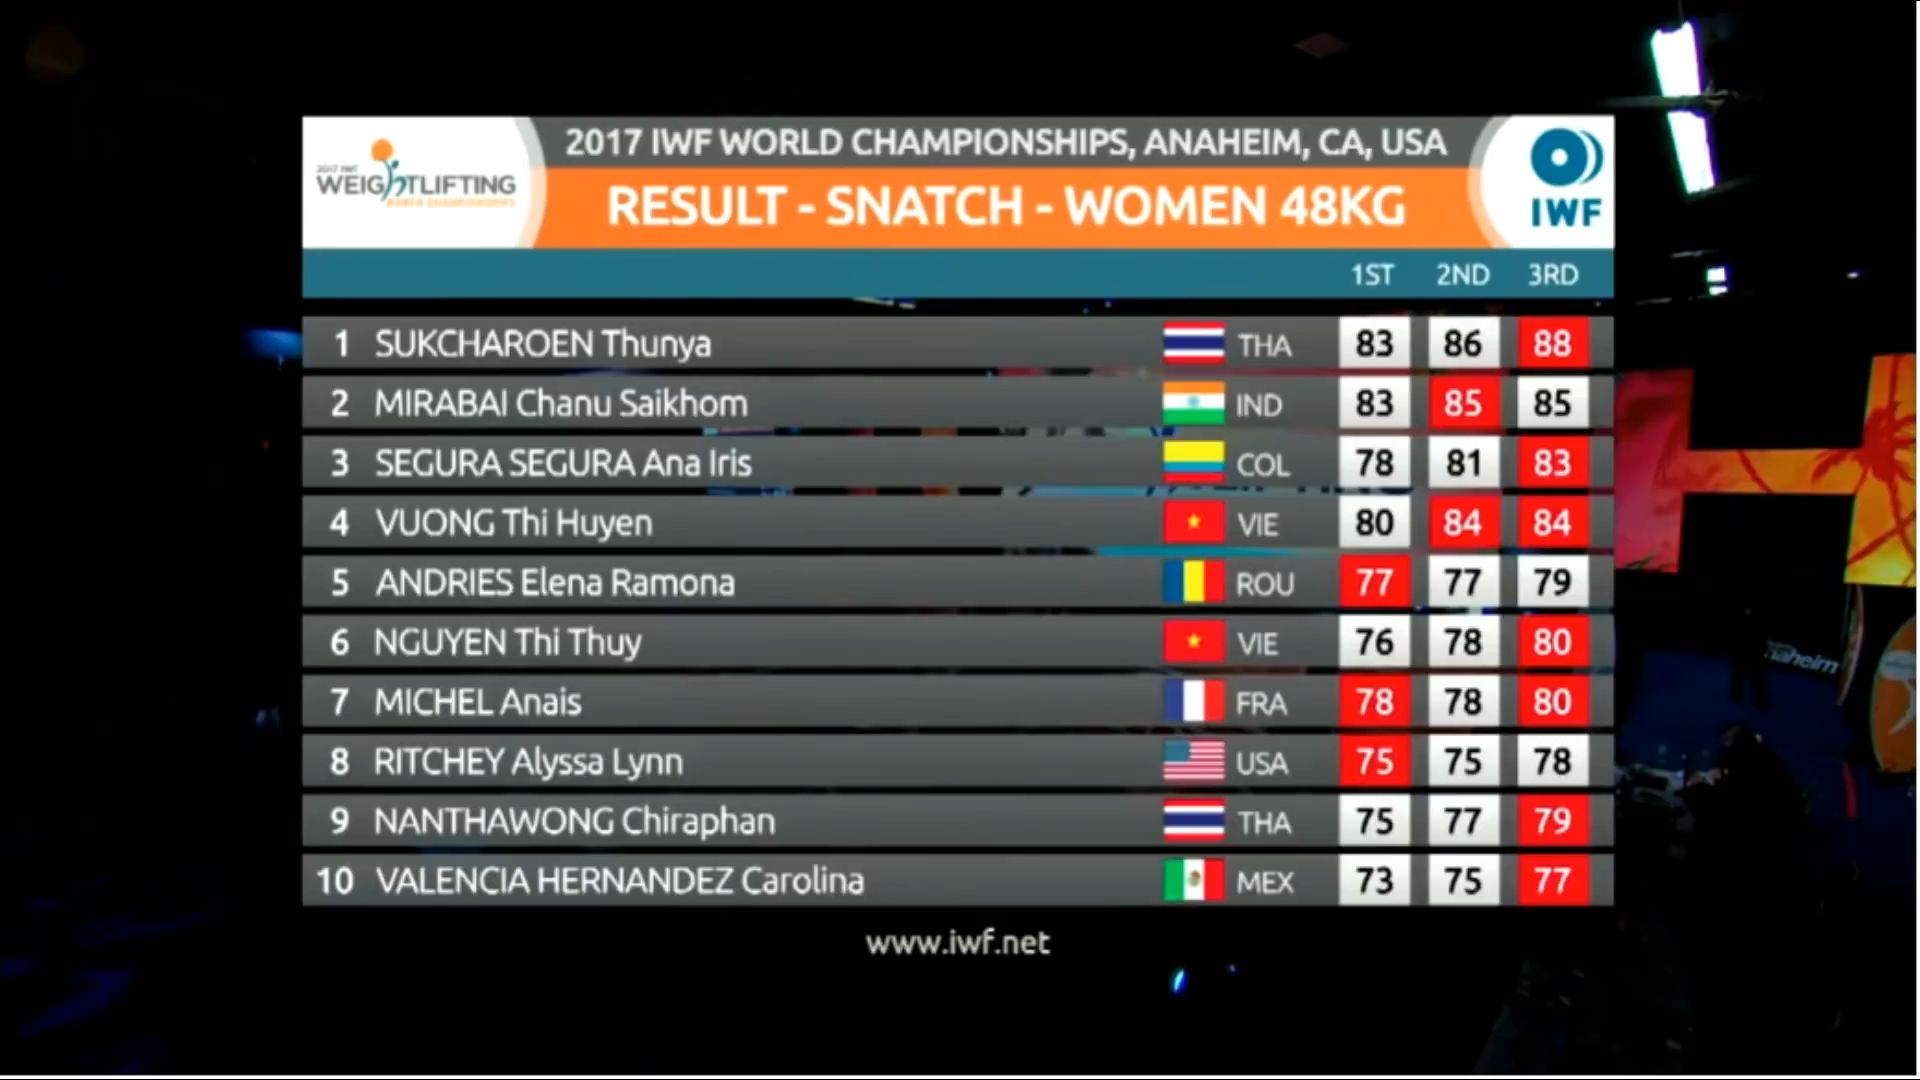 2017 IWF WORLD CHAMPIONSHIPS, ANAHEIM, CA, USA
2017 IWF
WEIGHTLIFTING
WORLD CHAMPIONSHIPS
RESULT - SNATCH - WOMEN 48KG
IWF
1ST 2ND 3RD
1 SUKCHAROEN Thunya THA 83 86 88
2 MIRABAI Chanu Saikhom IND 83 85 85
3 SEGURA SEGURA Ana Iris COL 78 81 83
4 VUONG Thi Huyen VIE 80 84 84
5 ANDRIES Elena Ramona ROU 77 77 79
6 NGUYEN Thi Thuy VIE 76 78 80
7 MICHEL Anais FRA 78 78 80
8 RITCHEY Alyssa Lynn USA 75 75 78
9 NANTHAWONG Chiraphan THA 75 77 79
10 VALENCIA HERNANDEZ Carolina MEX 73 75 77
www.iwf.net